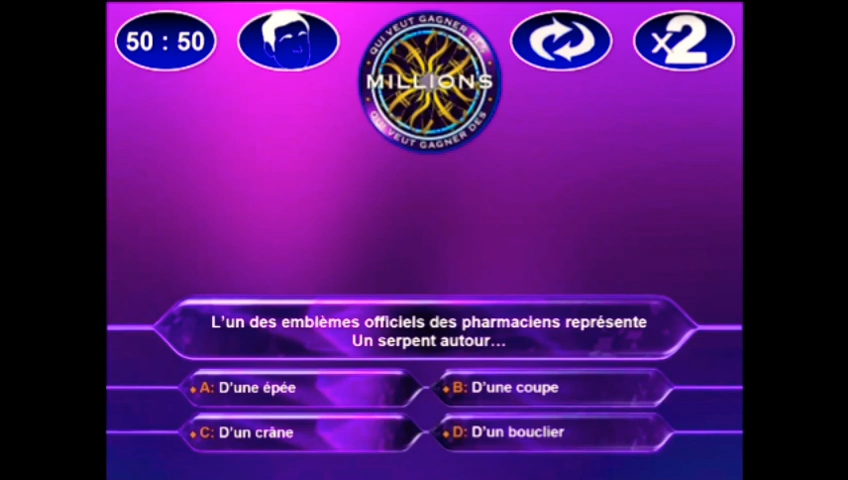 50 : 50
x2
QUI VEUT GAGNER DES
MILLIONS
QUI VEUT GAGNER DES
L'un des emblèmes officiels des pharmaciens représente
Un serpent autour...
A: D'une épée
B: D'une coupe
C: D'un crâne
D: D'un bouclier